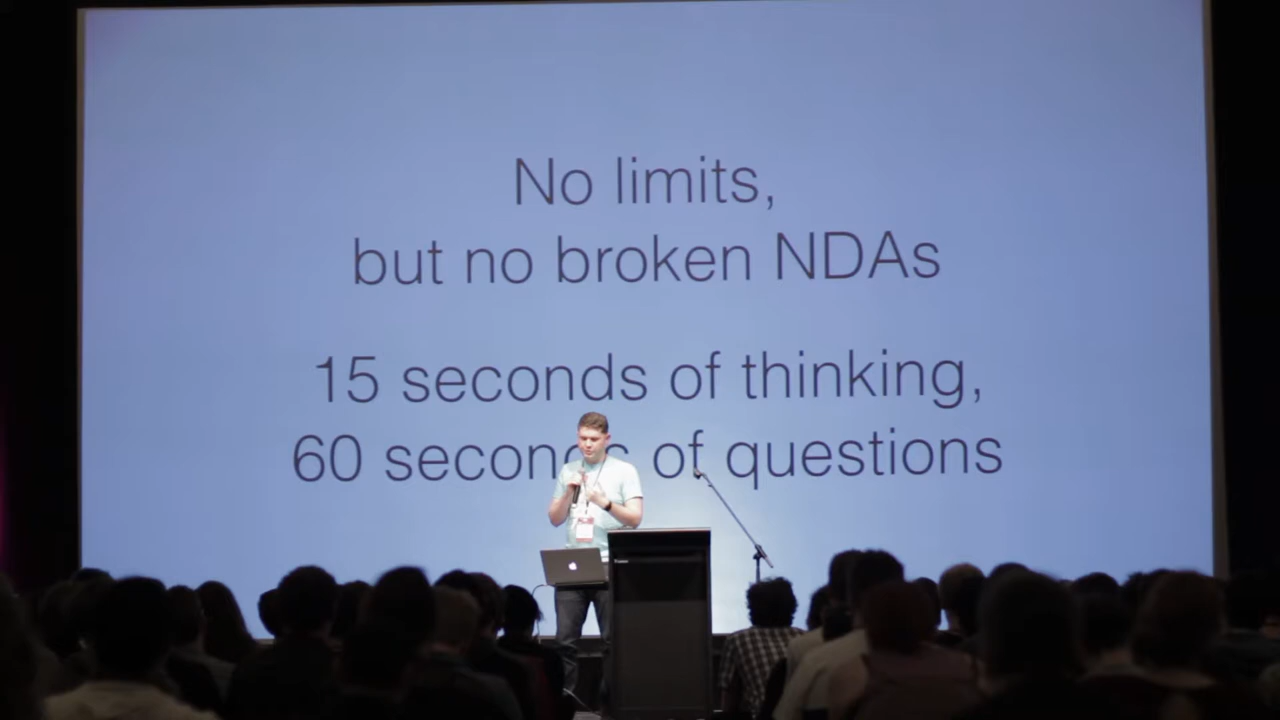 No limits,
but no broken NDAs
15 seconds of thinking,
60 seconds of questions